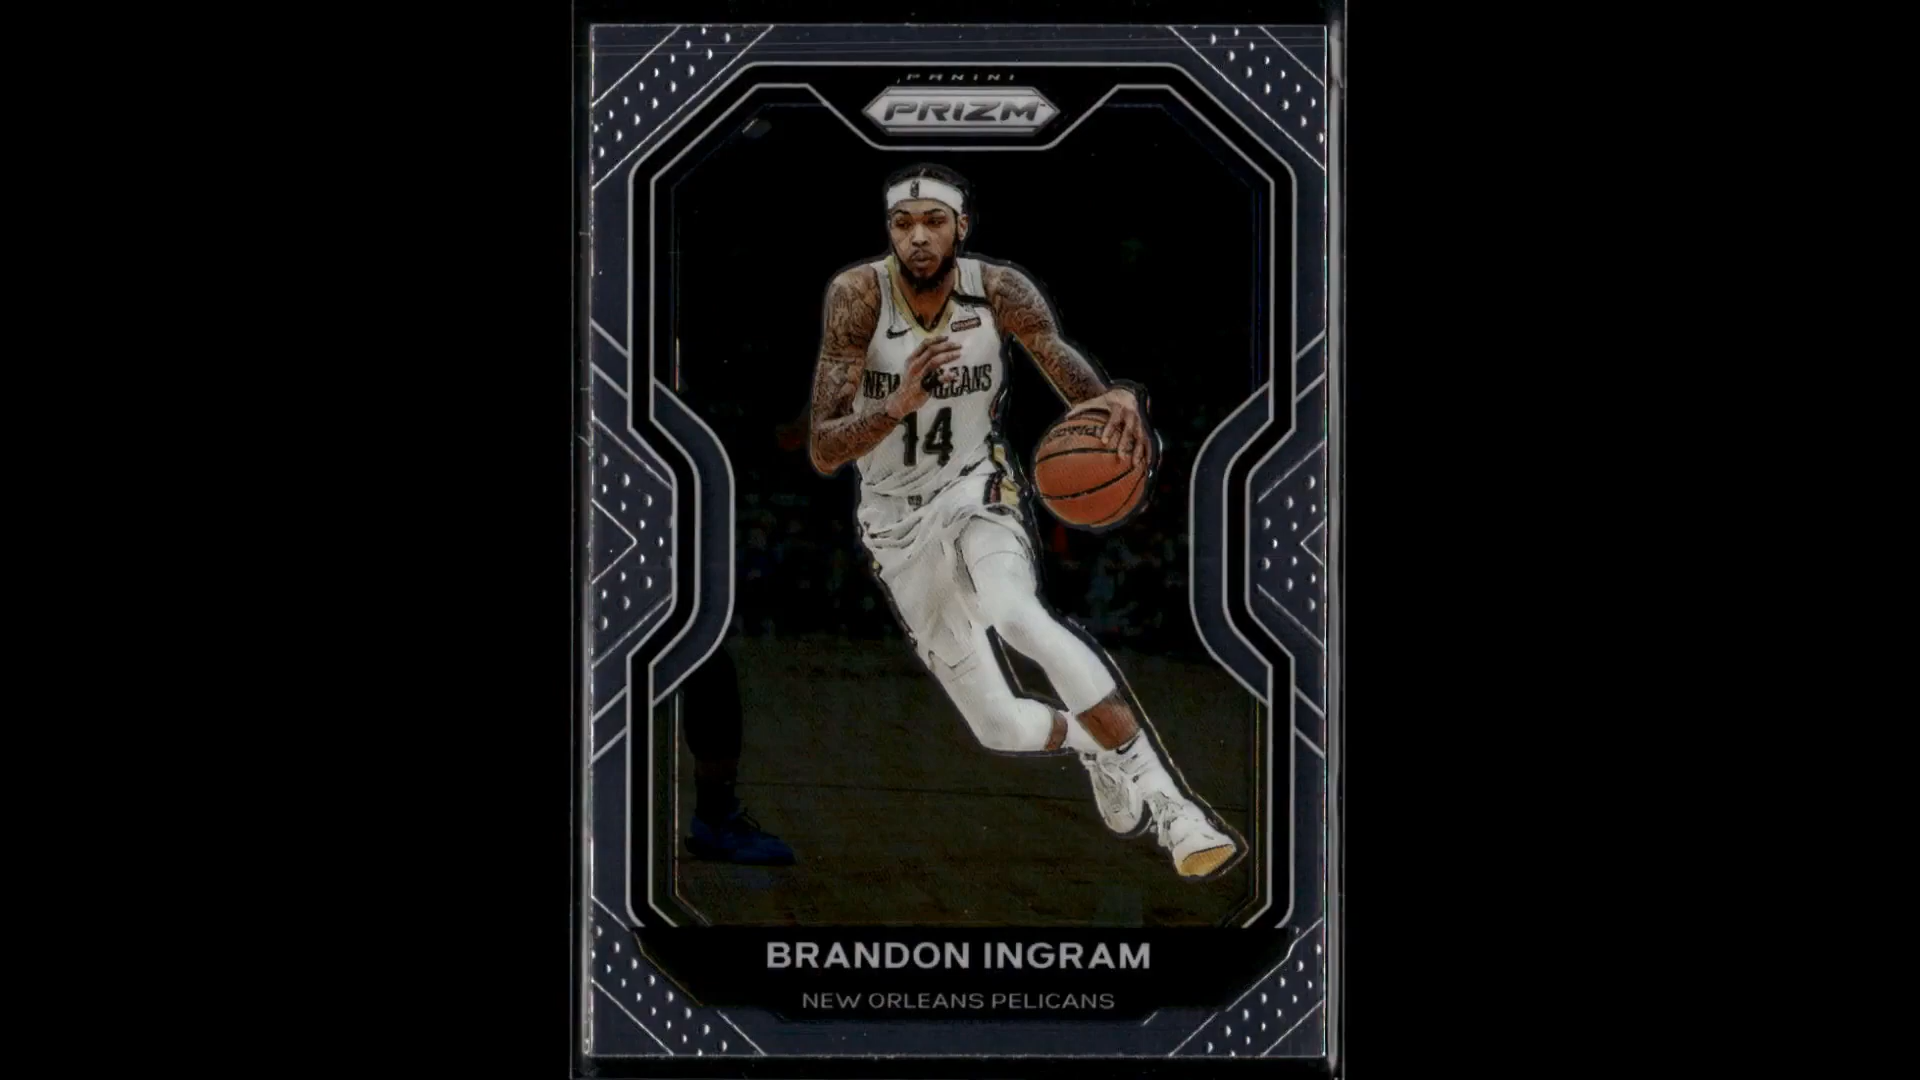 PANINI
PRIZM
NEW ORLEANS
14
BRANDON INGRAM
NEW ORLEANS PELICANS